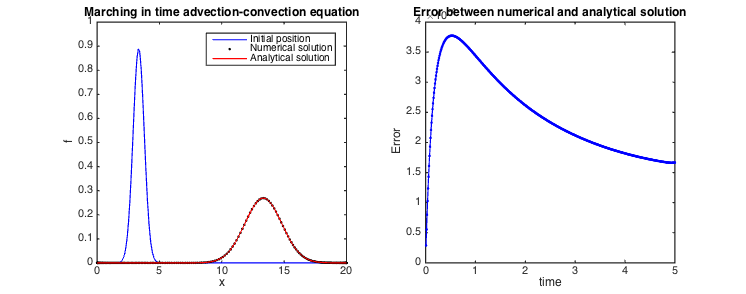 Marching in time advection-convection equation
1
0.9
0.8
0.7
0.6
0.5
0.4
0.3
0.2
0.1
0
f
0 5 10 15 20
x
Initial position
Numerical solution
Analytical solution
Error between numerical and analytical solution
4
3.5
3
2.5
2
1.5
1
0.5
0
Error
0 1 2 3 4 5
time